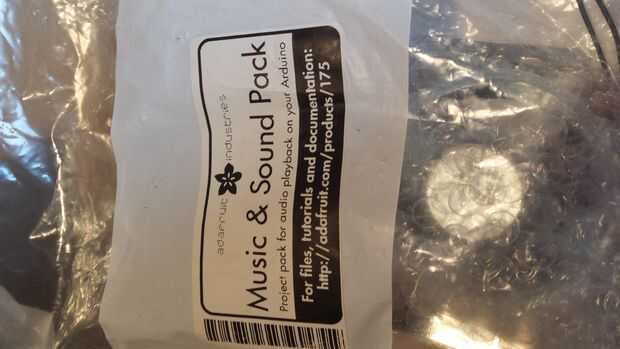 adafruit industries
Music & Sound Pack
Project pack for audio playback on your Arduino
For files, tutorials and documentation:
http://adafruit.com/products/175